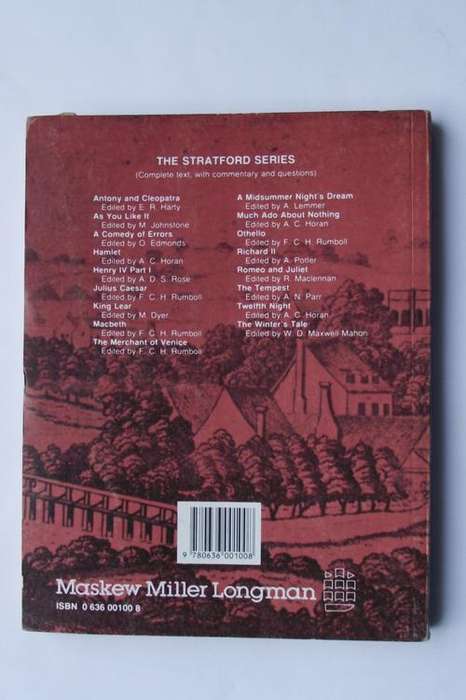 THE STRATFORD SERIES
(Complete text, with commentary and questions)
Antony and Cleopatra
Edited by E. R. Harty
As You Like It
Edited by M. Johnstone
A Comedy of Errors
Edited by O. Edmonds
Hamlet
Edited by A. C. Horan
Henry IV Part I
Edited by A. D. S. Rose
Julius Caesar
Edited by F. C. H. Rumboll
King Lear
Edited by M. Dyer
Macbeth
Edited by F. C. H. Rumboll
The Merchant of Venice
Edited by F. C. H. Rumboll
A Midsummer Night's Dream
Edited by A. Lemmer
Much Ado About Nothing
Edited by A. C. Horan
Othello
Edited by F. C. H. Rumboll
Richard II
Edited by A. Potter
Romeo and Juliet
Edited by R. Maclennan
The Tempest
Edited by A. N. Parr
Twelfth Night
Edited by A. C. Horan
The Winter's Tale
Edited by W. D. Maxwell-Mahon
9 780636 001008
Maskew Miller Longman
ISBN 0 636 00100 8